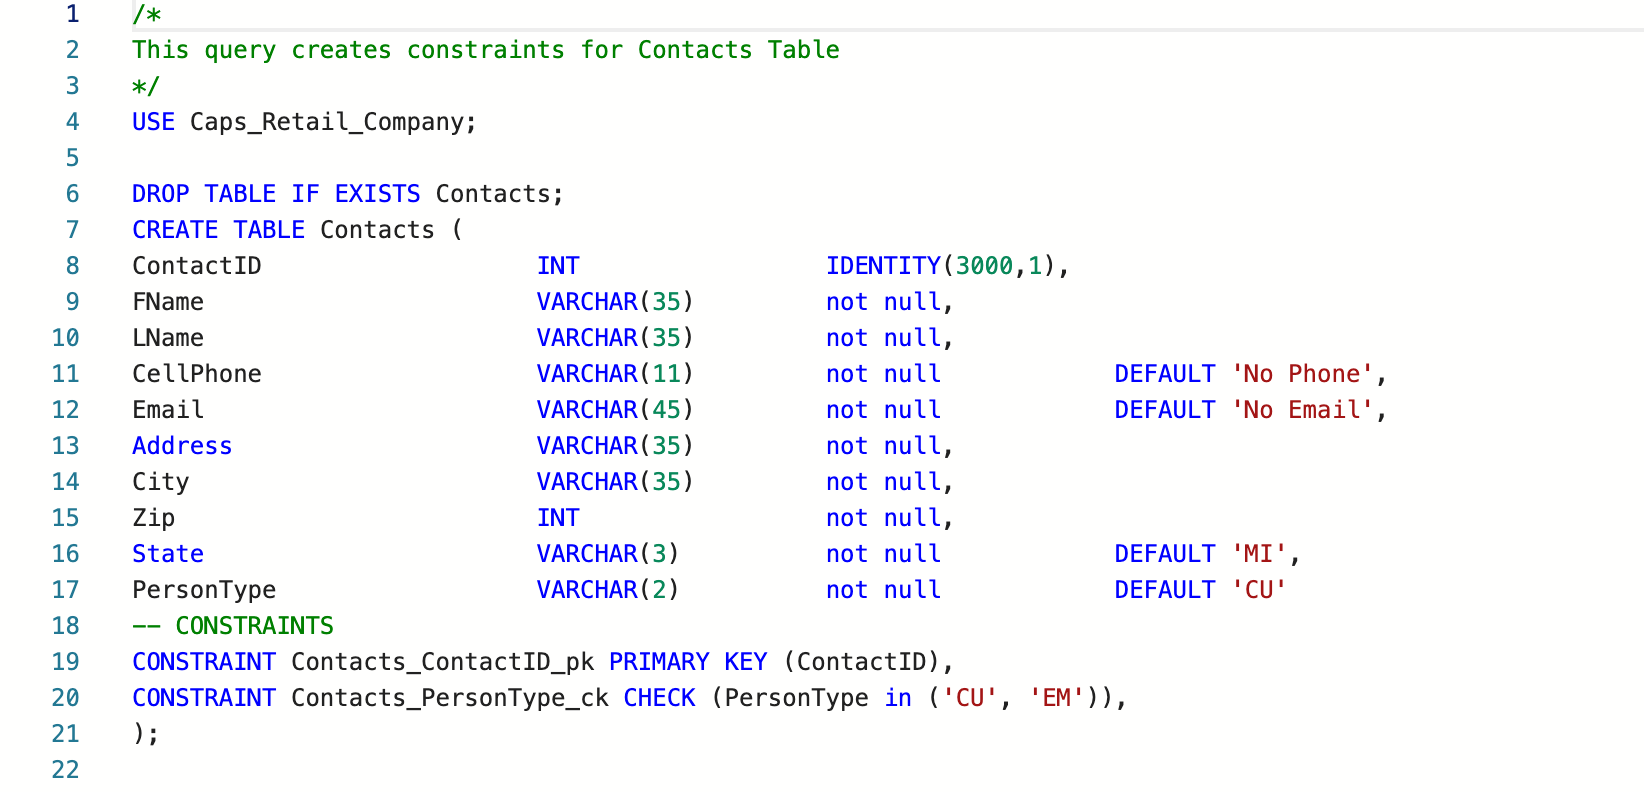 1 /*
2 This query creates constraints for Contacts Table
3 */
4 USE Caps_Retail_Company;
5
6 DROP TABLE IF EXISTS Contacts;
7 CREATE TABLE Contacts (
8 ContactID INT IDENTITY(3000,1),
9 FName VARCHAR(35) not null,
10 LName VARCHAR(35) not null,
11 CellPhone VARCHAR(11) not null DEFAULT 'No Phone',
12 Email VARCHAR(45) not null DEFAULT 'No Email',
13 Address VARCHAR(35) not null,
14 City VARCHAR(35) not null,
15 Zip INT not null,
16 State VARCHAR(3) not null DEFAULT 'MI',
17 PersonType VARCHAR(2) not null DEFAULT 'CU'
18 -- CONSTRAINTS
19 CONSTRAINT Contacts_ContactID_pk PRIMARY KEY (ContactID),
20 CONSTRAINT Contacts_PersonType_ck CHECK (PersonType in ('CU', 'EM')),
21 );
22